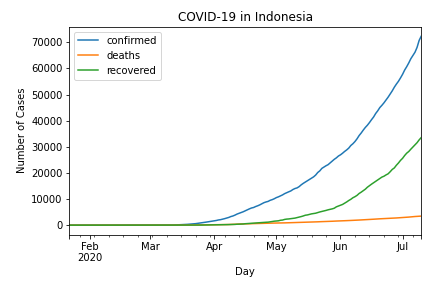 COVID-19 in Indonesia
confirmed
deaths
recovered
Number of Cases
70000
60000
50000
40000
30000
20000
10000
0
Feb Mar Apr May Jun Jul
2020
Day